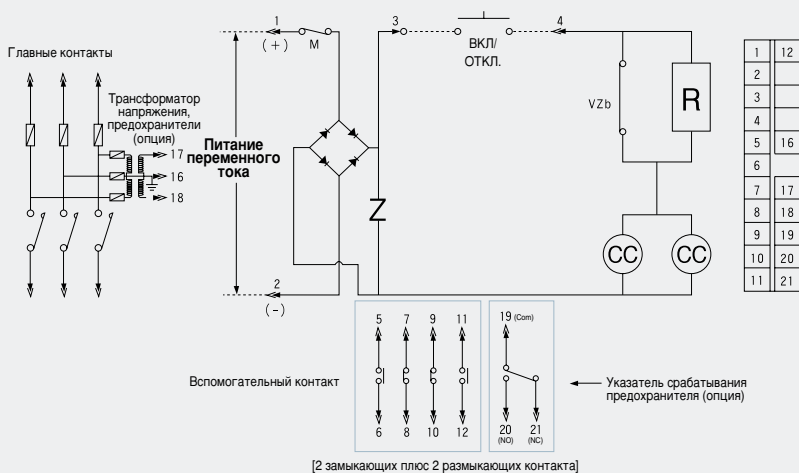 Главные контакты
Трансформатор
напряжения,
предохранители
(опция)
17
16
18
Питание
переменного
тока
1
(+)
M
2
(-)
Z
3
ВКЛ/
ОТКЛ.
4
VZb
R
CC
CC
1 12
2
3
4
5 16
6
7 17
8 18
9 19
10 20
11 21
Вспомогательный контакт
5 7 9 11
6 8 10 12
19 (Com)
20 21
(NO) (NC)
Указатель срабатывания
предохранителя (опция)
[2 замыкающих плюс 2 размыкающих контакта]